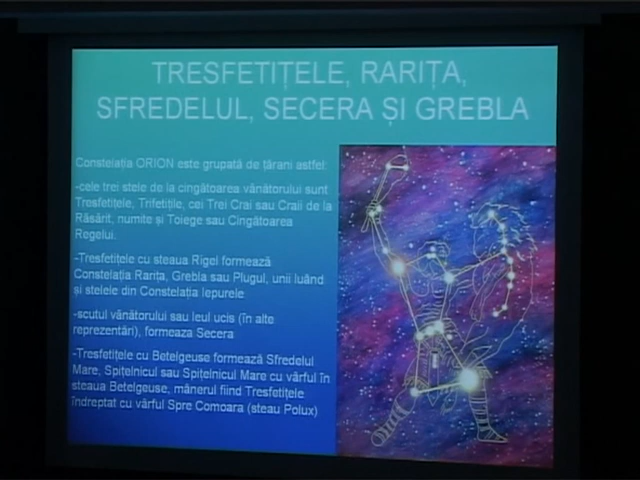 TRESFETIȚELE, RARIȚA,
SFREDELUL, SECERA ȘI GREBLA
Constelația ORION este grupată de țărani astfel:
-cele trei stele de la cingătoarea vânătorului sunt
Tresfetițele, Trifetițile, cei Trei Crai sau Craii de la
Răsărit, numite și Toiege sau Cingătoarea
Regelui.
-Tresfetițele cu steaua Rigel formează
Constelația Rarița, Grebla sau Plugul, unii luând
și stelele din Constelația Iepurele
-scutul vânătorului sau leul ucis (în alte
reprezentări), formeaza Secera
-Tresfetițele cu Betelgeuse formează Sfredelul
Mare, Spițelnicul sau Spițelnicul Mare cu vârful în
steaua Betelgeuse, mânerul fiind Tresfetițele
îndreptat cu vârful Spre Comoara (steau Polux)